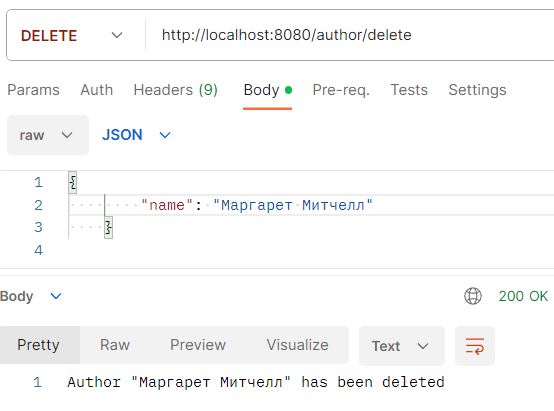 DELETE http://localhost:8080/author/delete
Params Auth Headers (9) Body Pre-req. Tests Settings
raw JSON
1 {
2 "name": "Маргарет Митчелл"
3 }
4
Body 200 OK
Pretty Raw Preview Visualize Text
1 Author "Маргарет Митчелл" has been deleted